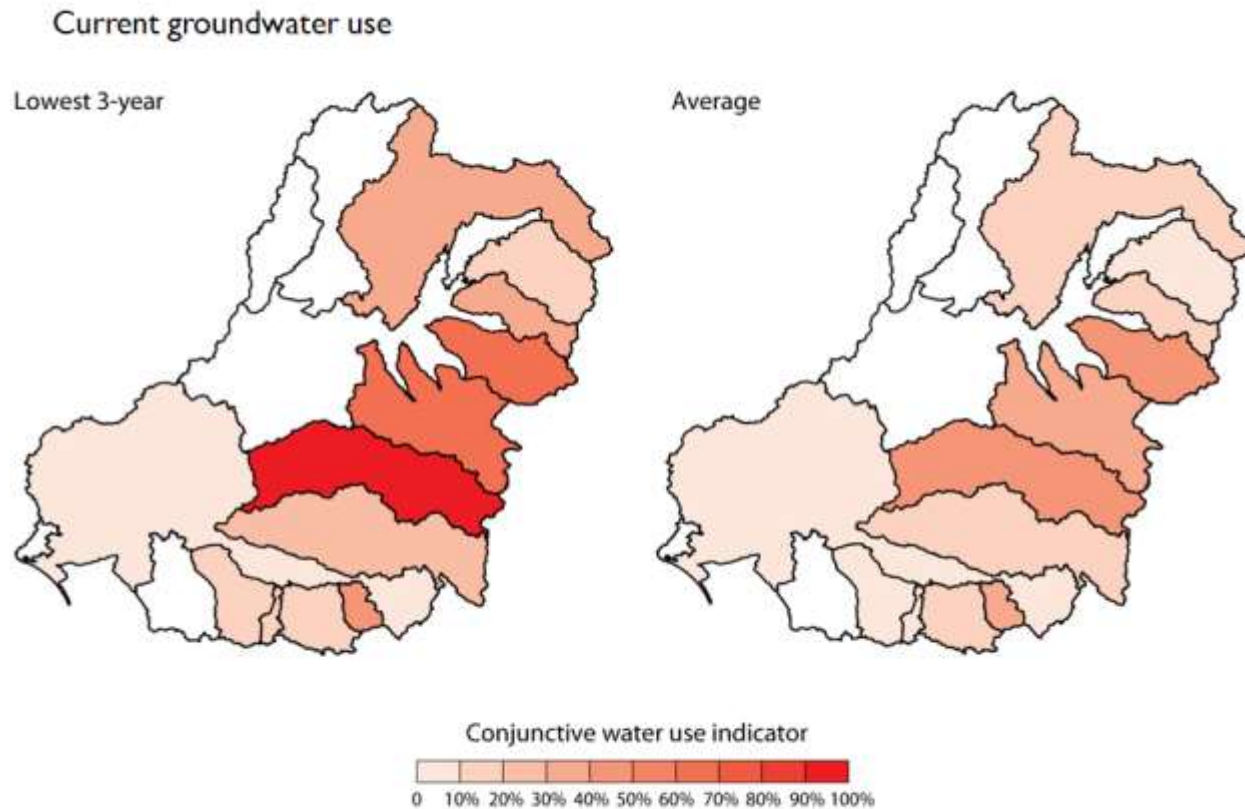 Current groundwater use
Lowest 3-year
Average
Conjunctive water use indicator
0 10% 20% 30% 40% 50% 60% 70% 80% 90% 100%